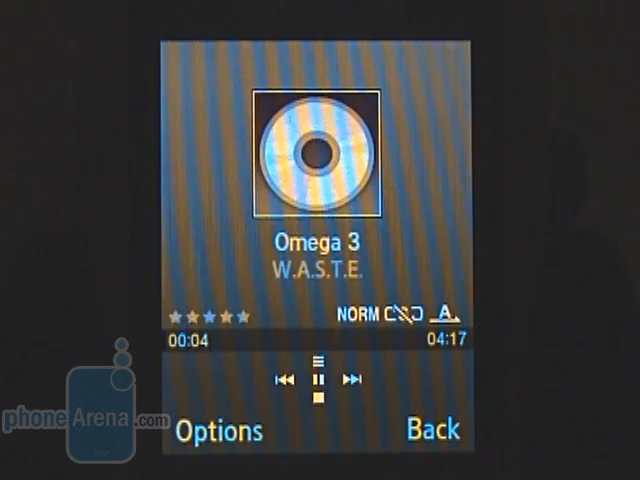 Omega 3
W.A.S.T.E.
NORM A
00:04 04:17
phoneArena.com
Options Back